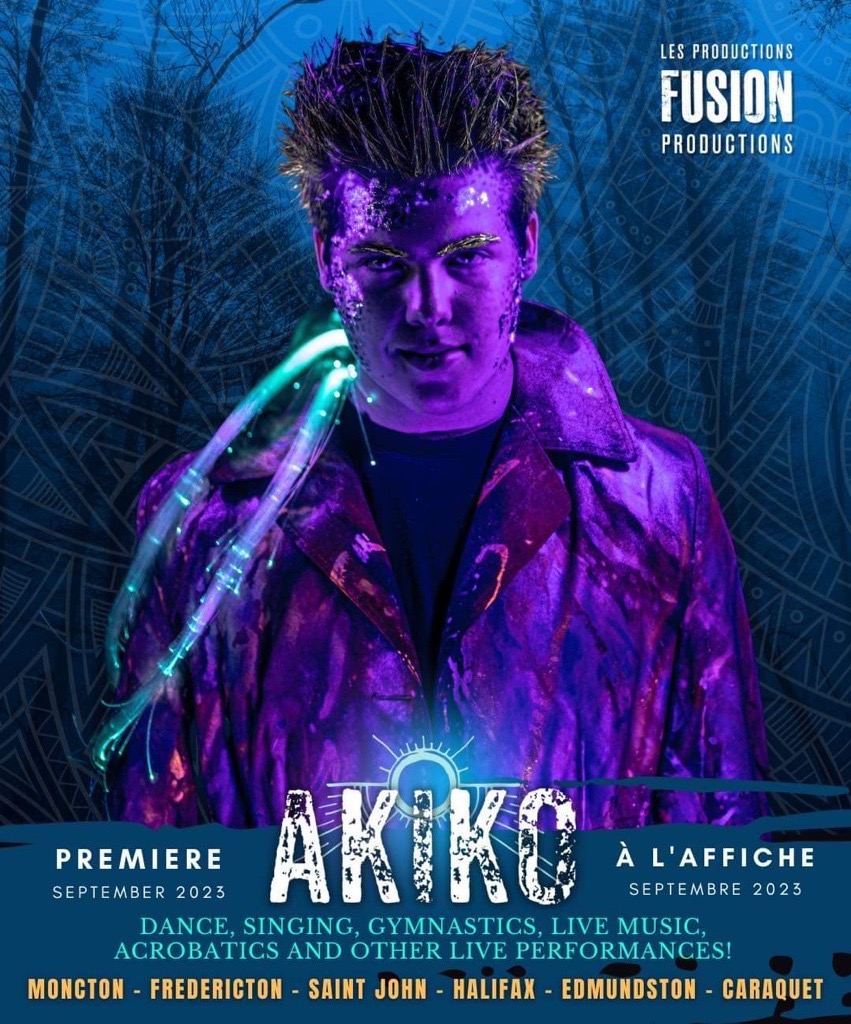 LES PRODUCTIONS
FUSION
PRODUCTIONS
AKIKO
PREMIERE
SEPTEMBER 2023
À L'AFFICHE
SEPTEMBRE 2023
DANCE, SINGING, GYMNASTICS, LIVE MUSIC,
ACROBATICS AND OTHER LIVE PERFORMANCES!
MONCTON - FREDERICTON - SAINT JOHN - HALIFAX - EDMUNDSTON - CARAQUET